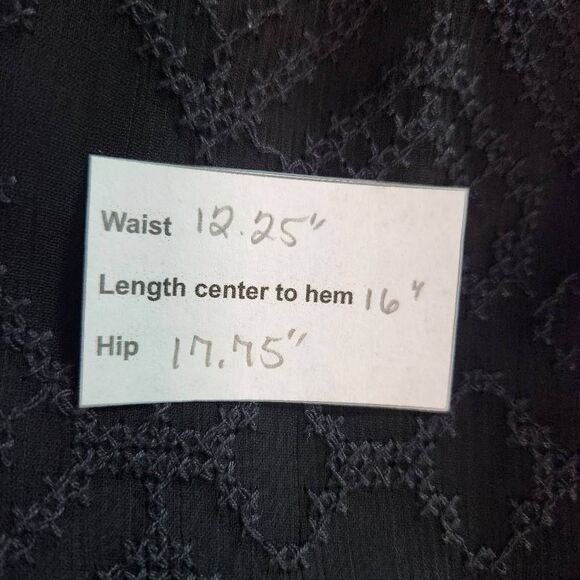 Waist 12.25"
Length center to hem 16"
Hip 17.75"